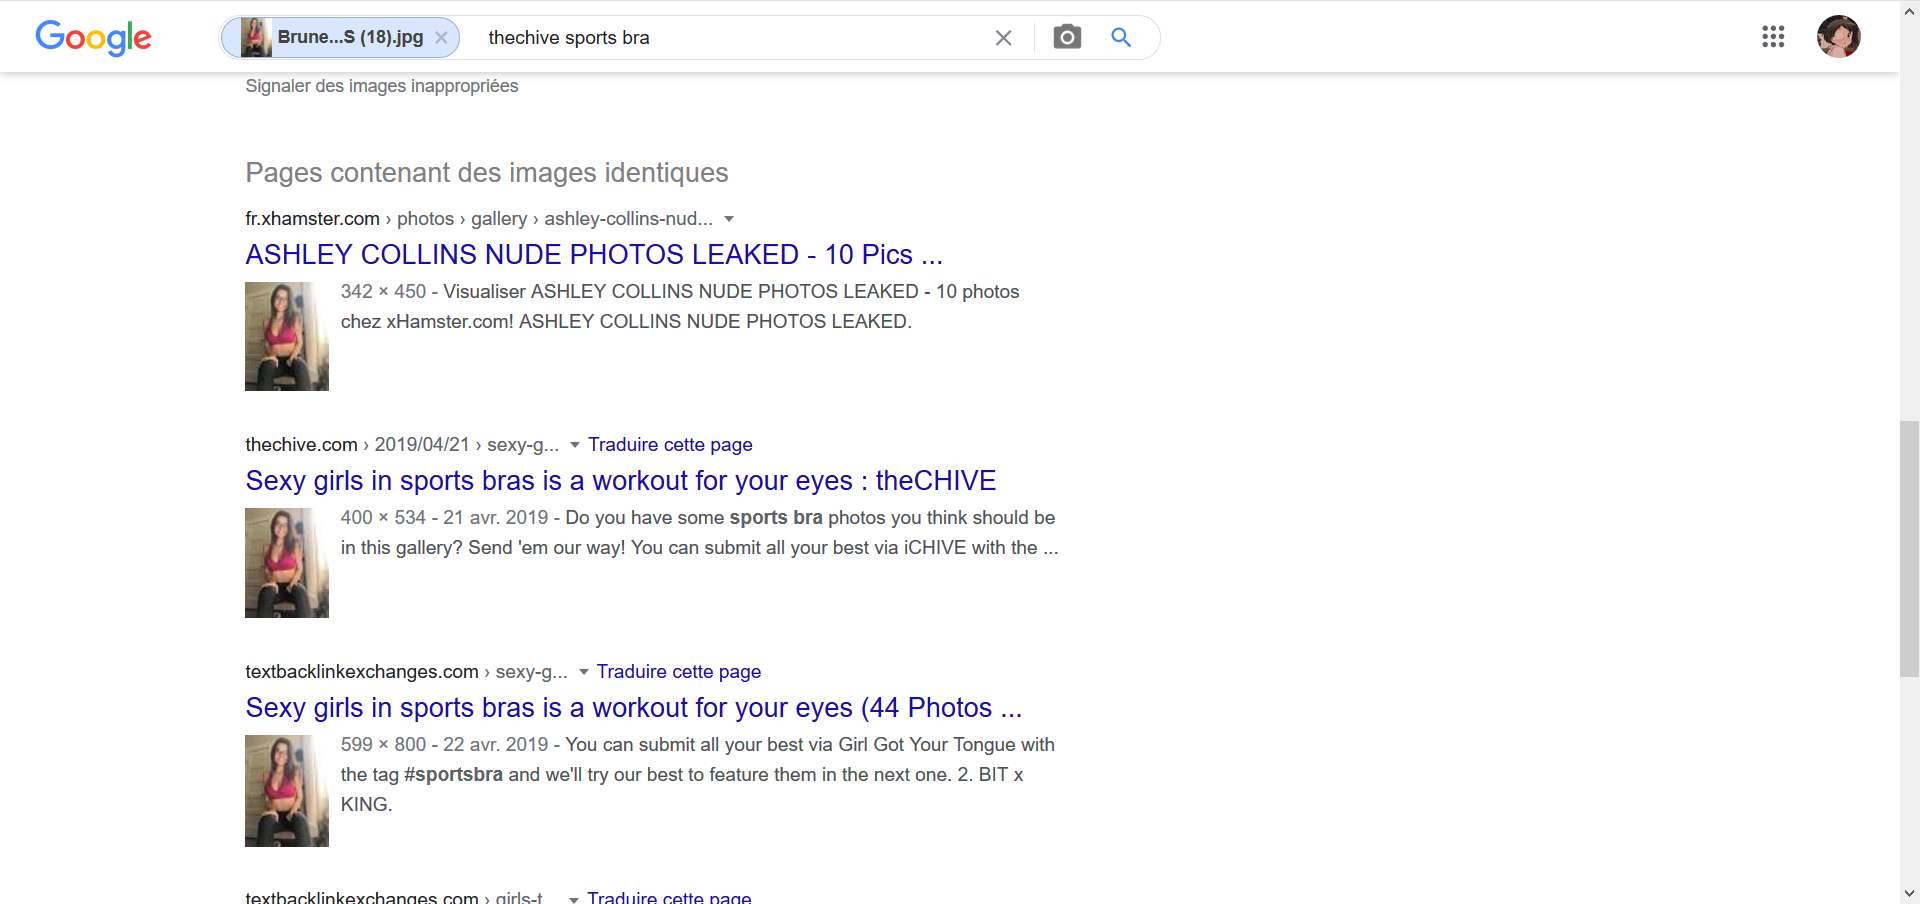 Google
Brune...S (18).jpg
thechive sports bra
Signaler des images inappropriées
Pages contenant des images identiques
fr.xhamster.com › photos › gallery › ashley-collins-nud...
ASHLEY COLLINS NUDE PHOTOS LEAKED - 10 Pics ...
342 × 450 - Visualiser ASHLEY COLLINS NUDE PHOTOS LEAKED - 10 photos
chez xHamster.com! ASHLEY COLLINS NUDE PHOTOS LEAKED.
thechive.com › 2019/04/21 › sexy-g... Traduire cette page
Sexy girls in sports bras is a workout for your eyes : theCHIVE
400 × 534 - 21 avr. 2019 - Do you have some sports bra photos you think should be
in this gallery? Send 'em our way! You can submit all your best via iCHIVE with the ...
textbacklinkexchanges.com › sexy-g... Traduire cette page
Sexy girls in sports bras is a workout for your eyes (44 Photos ...
599 × 800 - 22 avr. 2019 - You can submit all your best via Girl Got Your Tongue with
the tag #sportsbra and we'll try our best to feature them in the next one. 2. BIT x
KING.
textbacklinkexchanges.com › girls-t... Traduire cette page